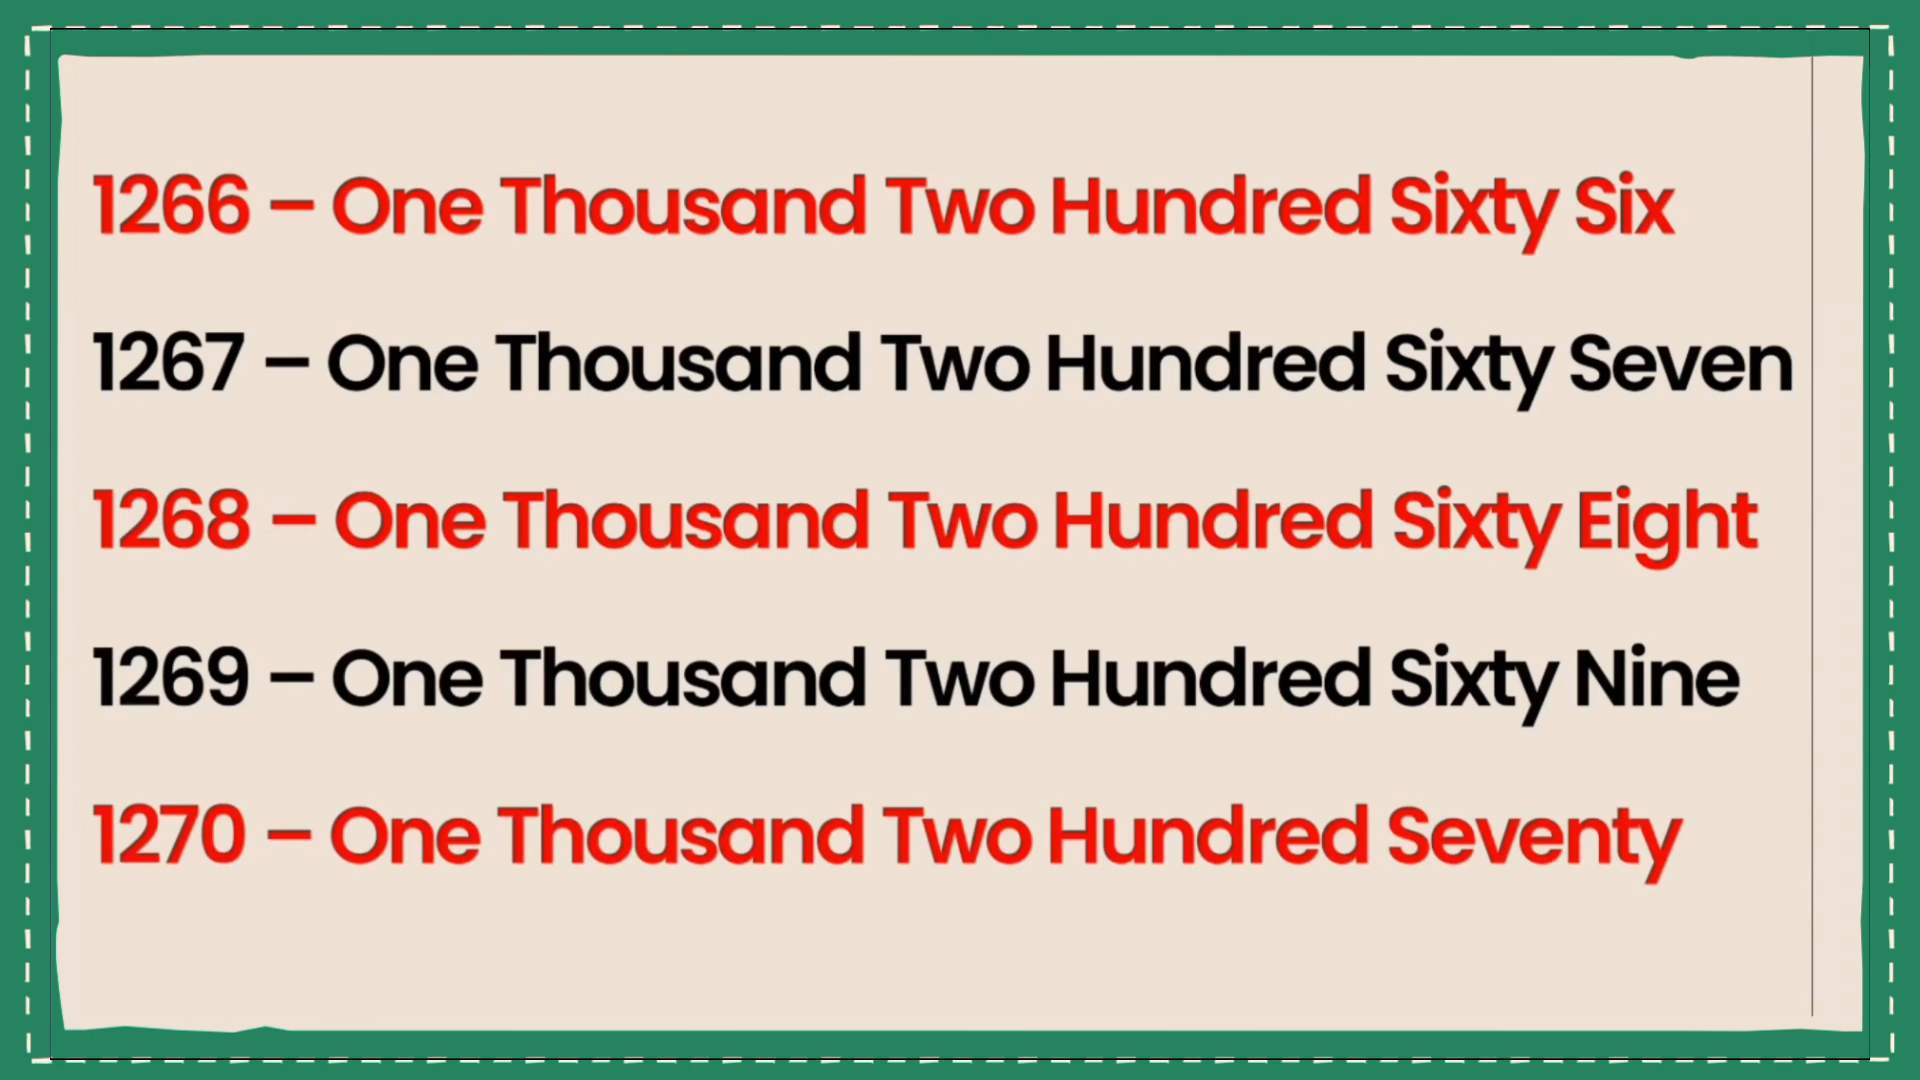 1266 – One Thousand Two Hundred Sixty Six
1267 – One Thousand Two Hundred Sixty Seven
1268 – One Thousand Two Hundred Sixty Eight
1269 – One Thousand Two Hundred Sixty Nine
1270 – One Thousand Two Hundred Seventy